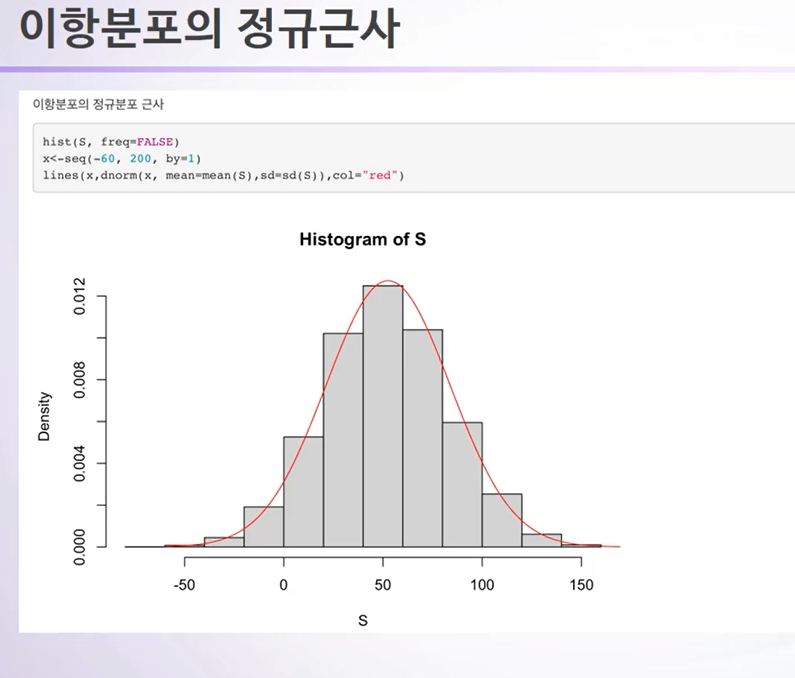 이항분포의 정규근사
이항분포의 정규분포 근사
hist(S, freq=FALSE)
x<-seq(-60, 200, by=1)
lines(x,dnorm(x, mean=mean(S),sd=sd(S)),col="red")
Histogram of S
0.012
0.008
0.004
0.000
Density
-50 0 50 100 150
S